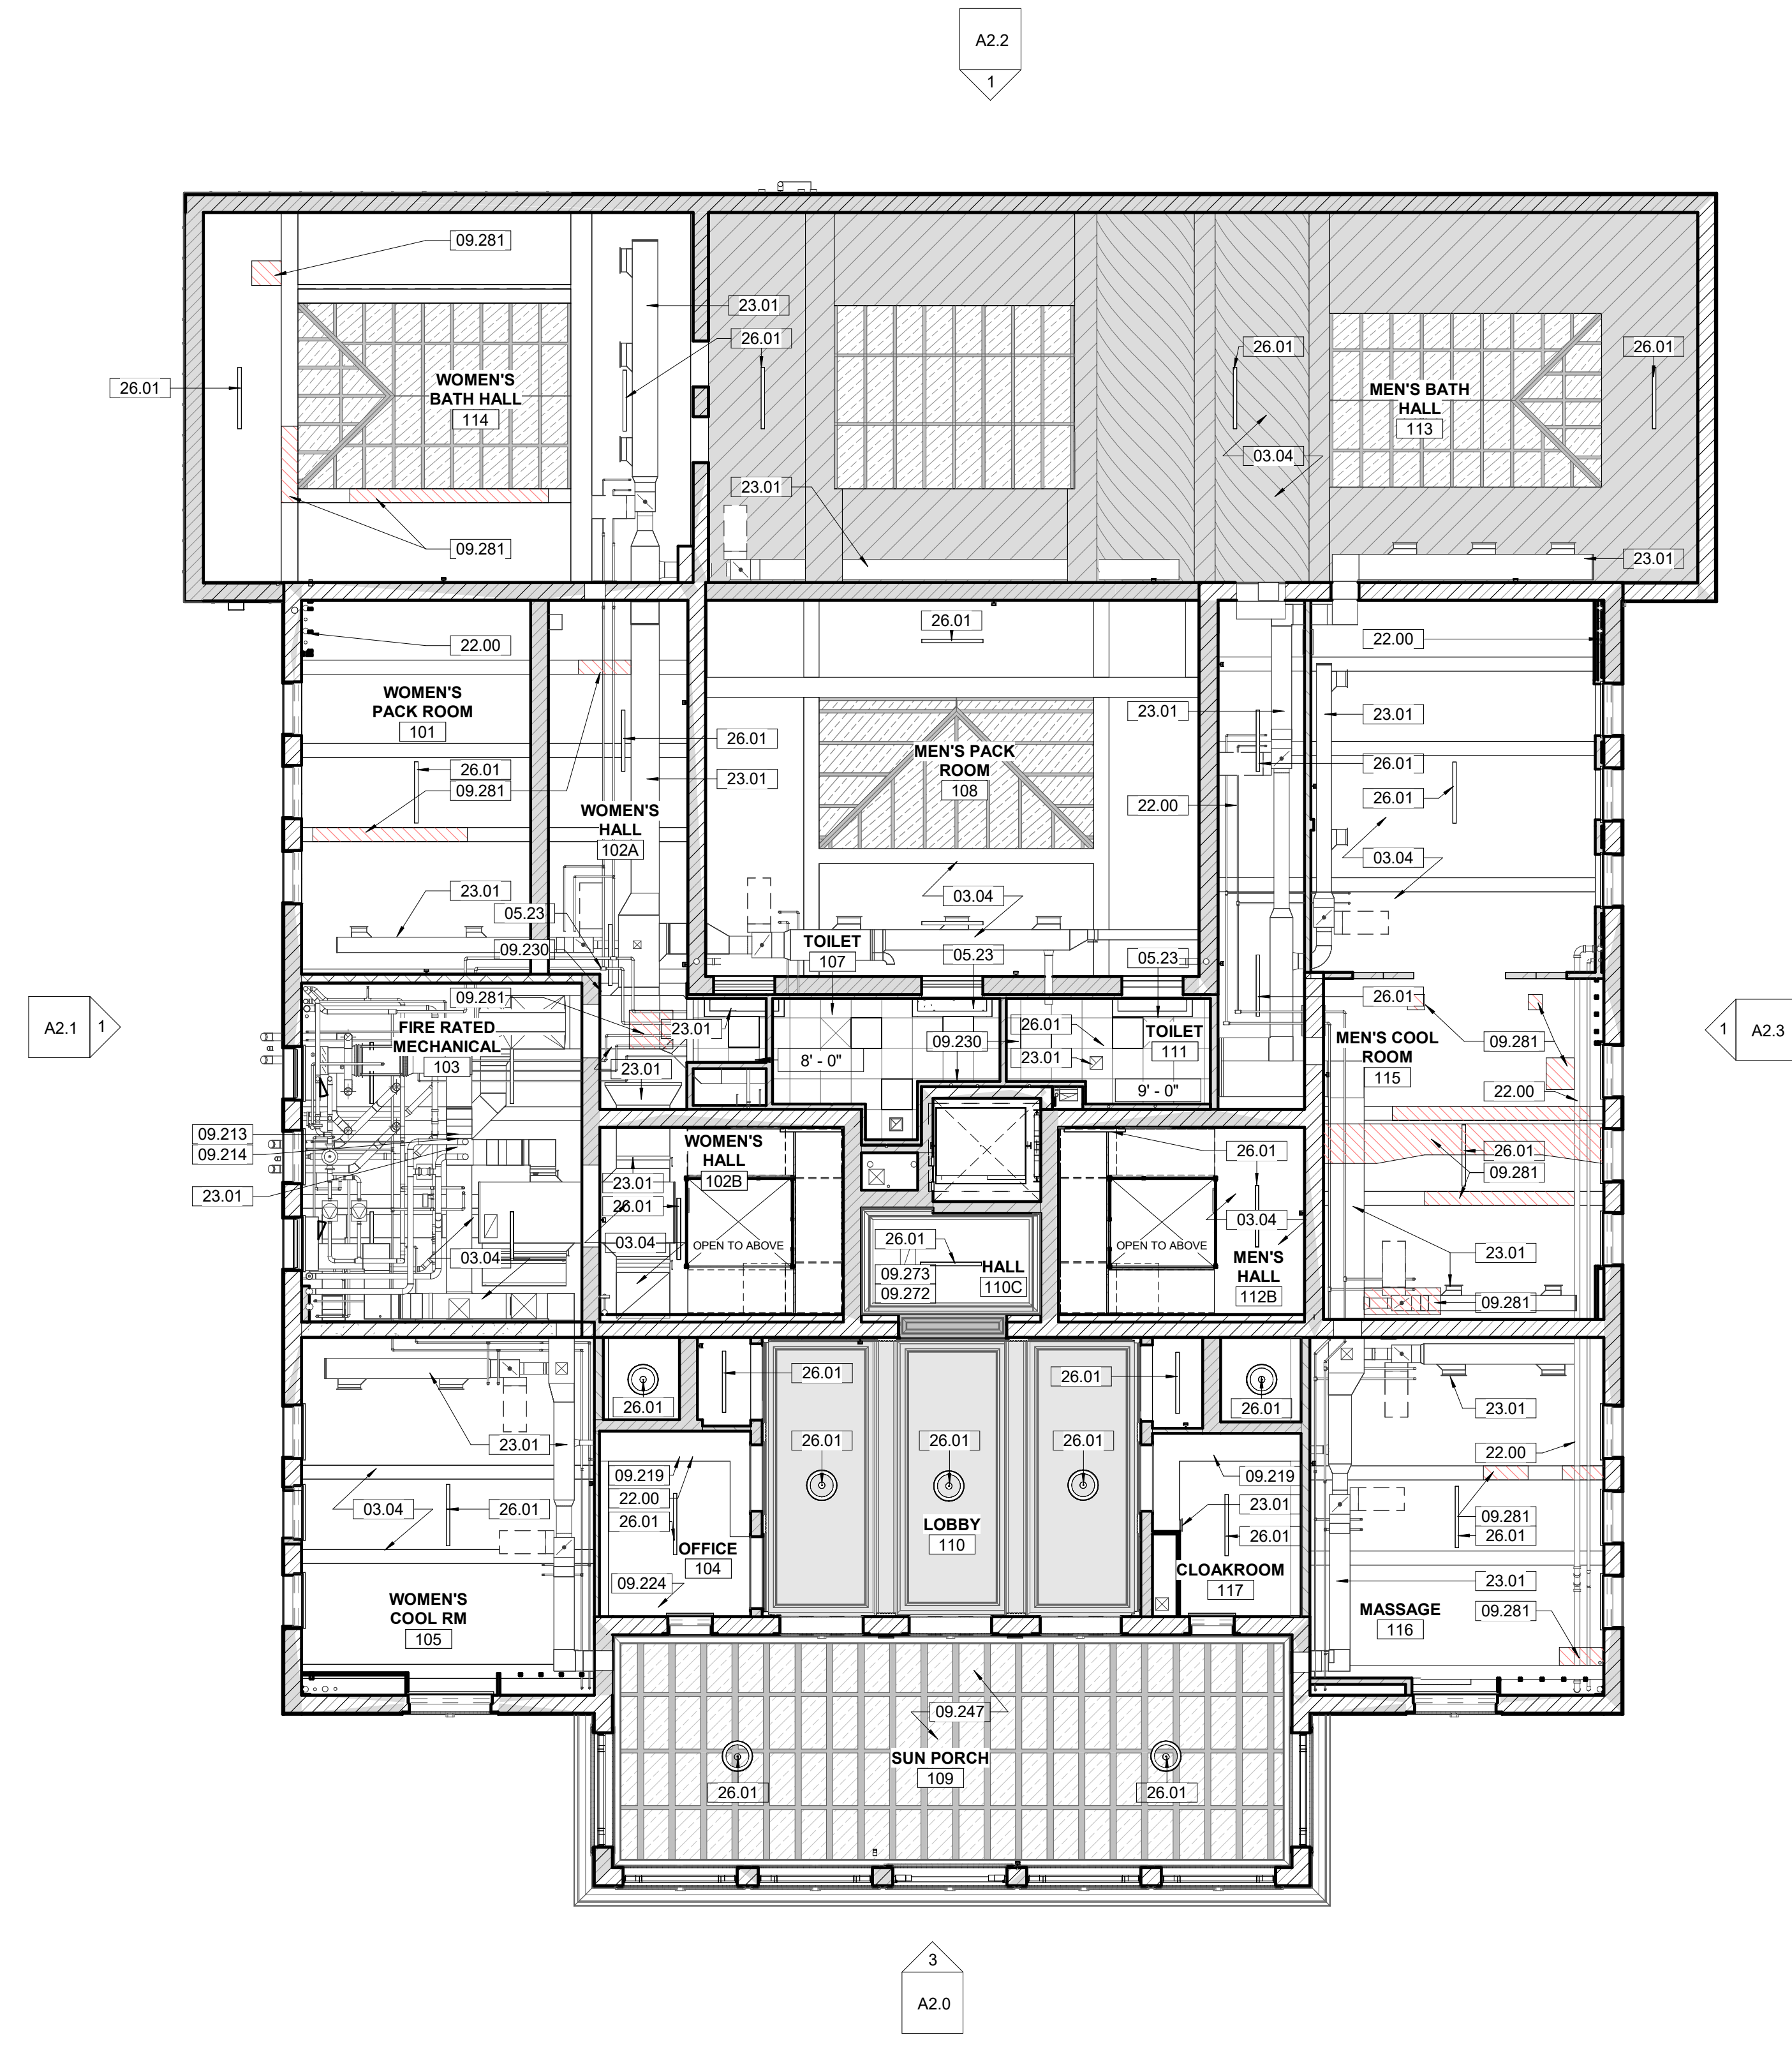 A2.2
1
09.281
23.01
26.01
26.01
26.01
26.01
WOMEN'S
BATH HALL
114
MEN'S BATH
HALL
113
03.04
23.01
09.281
23.01
26.01
22.00
22.00
WOMEN'S
PACK ROOM
101
23.01
23.01
26.01
MEN'S PACK
ROOM
108
26.01
26.01
23.01
09.281
26.01
22.00
WOMEN'S
HALL
102A
03.04
23.01
03.04
05.23
TOILET
107
09.230
05.23
05.23
09.281
26.01
A2.1
1
FIRE RATED
MECHANICAL
103
23.01
26.01
TOILET
111
1
A2.3
09.230
MEN'S COOL
ROOM
115
09.281
8' - 0"
23.01
23.01
9' - 0"
22.00
09.213
09.214
WOMEN'S
HALL
102B
26.01
26.01
09.281
23.01
23.01
26.01
03.04
03.04
26.01
OPEN TO ABOVE
OPEN TO ABOVE
03.04
23.01
MEN'S
HALL
112B
HALL
110C
09.273
09.272
09.281
26.01
26.01
26.01
26.01
23.01
23.01
26.01
26.01
26.01
22.00
09.219
09.219
03.04
26.01
22.00
23.01
09.281
26.01
LOBBY
110
26.01
26.01
OFFICE
104
CLOAKROOM
117
09.224
23.01
WOMEN'S
COOL RM
105
MASSAGE
116
09.281
09.247
SUN PORCH
109
26.01
26.01
3
A2.0